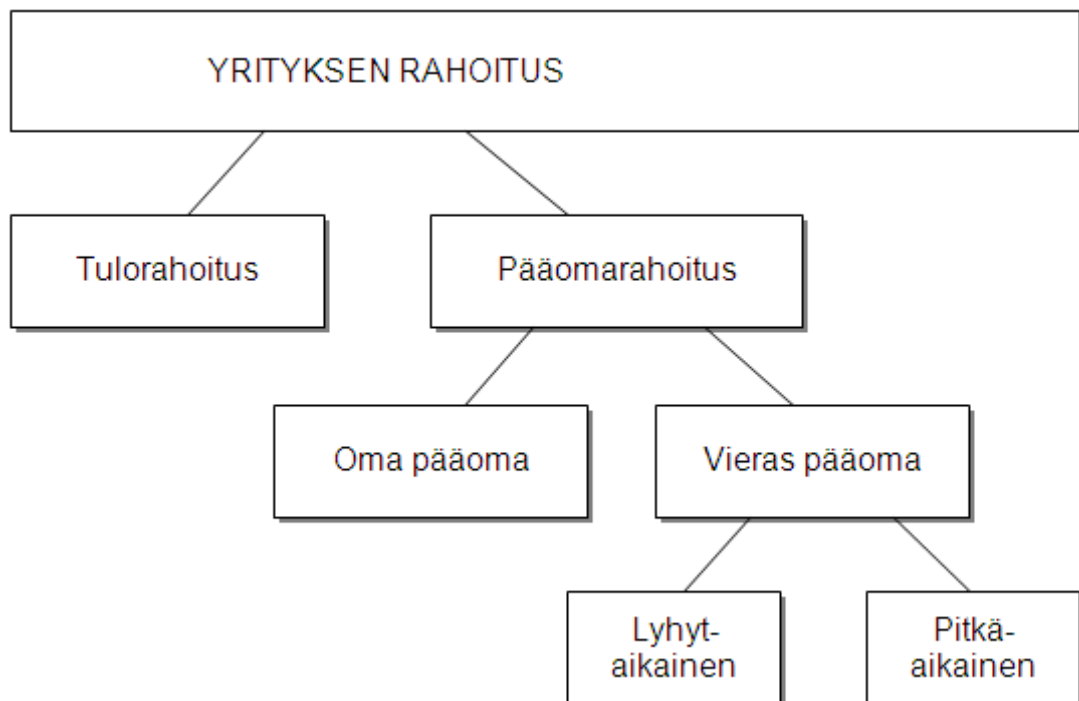 YRITYKSEN RAHOITUS
Tulorahoitus
Pääomarahoitus
Oma pääoma
Vieras pääoma
Lyhyt-
aikainen
Pitkä-
aikainen